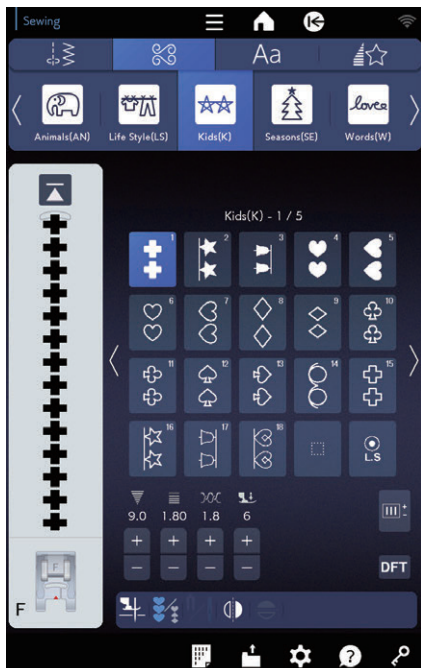 Sewing
Aa
Animals(AN) Life Style(LS) Kids(K) Seasons(SE) Words(W)
love
Kids(K) - 1 / 5
1 2 3 4 5
6 7 8 9 10
11 12 13 14 15
16 17 18
L.S
9.0 1.80 1.8 6
+ + + +
− − − −
DFT
F
F
?